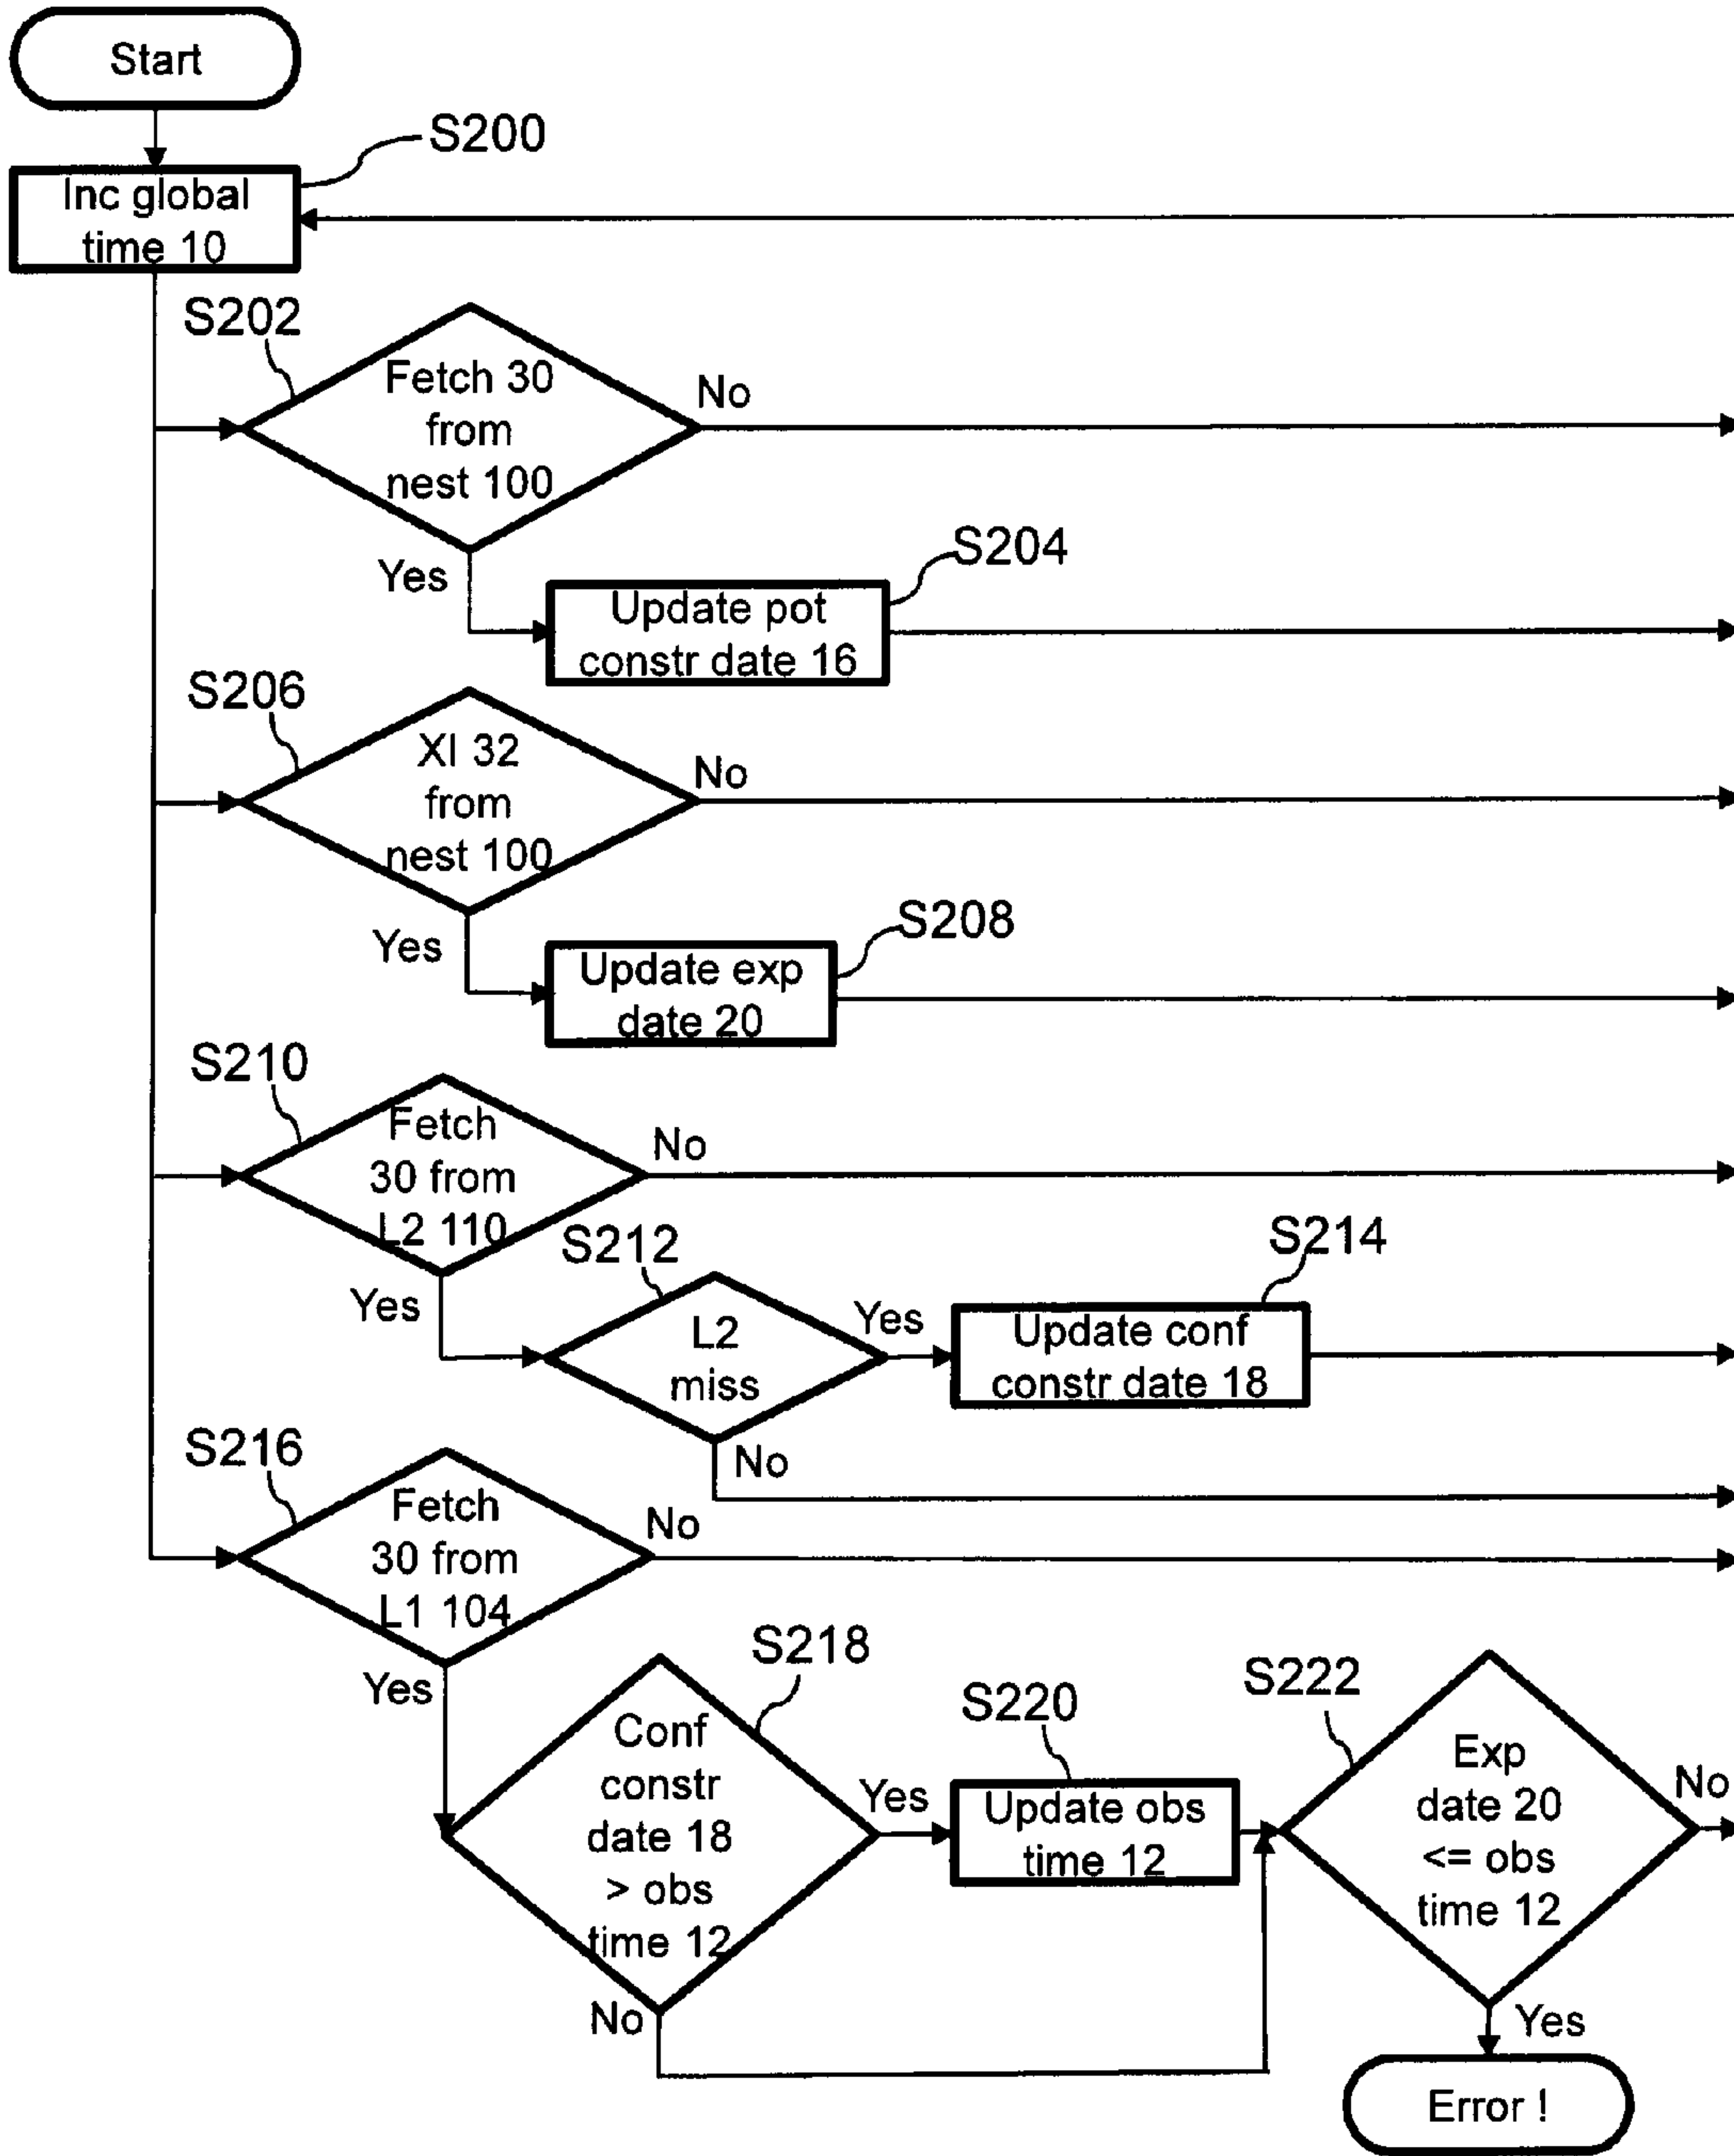 Start
S200
Inc global
time 10
S202
Fetch 30
from
nest 100
No
Yes
S204
Update pot
constr date 16
S206
XI 32
from
nest 100
No
Yes
S208
Update exp
date 20
S210
Fetch
30 from
L2 110
No
Yes
S212
L2
miss
Yes
No
S214
Update conf
constr date 18
S216
Fetch
30 from
L1 104
No
Yes
S218
Conf
constr
date 18
> obs
time 12
Yes
No
S220
Update obs
time 12
S222
Exp
date 20
<= obs
time 12
No
Yes
Error !